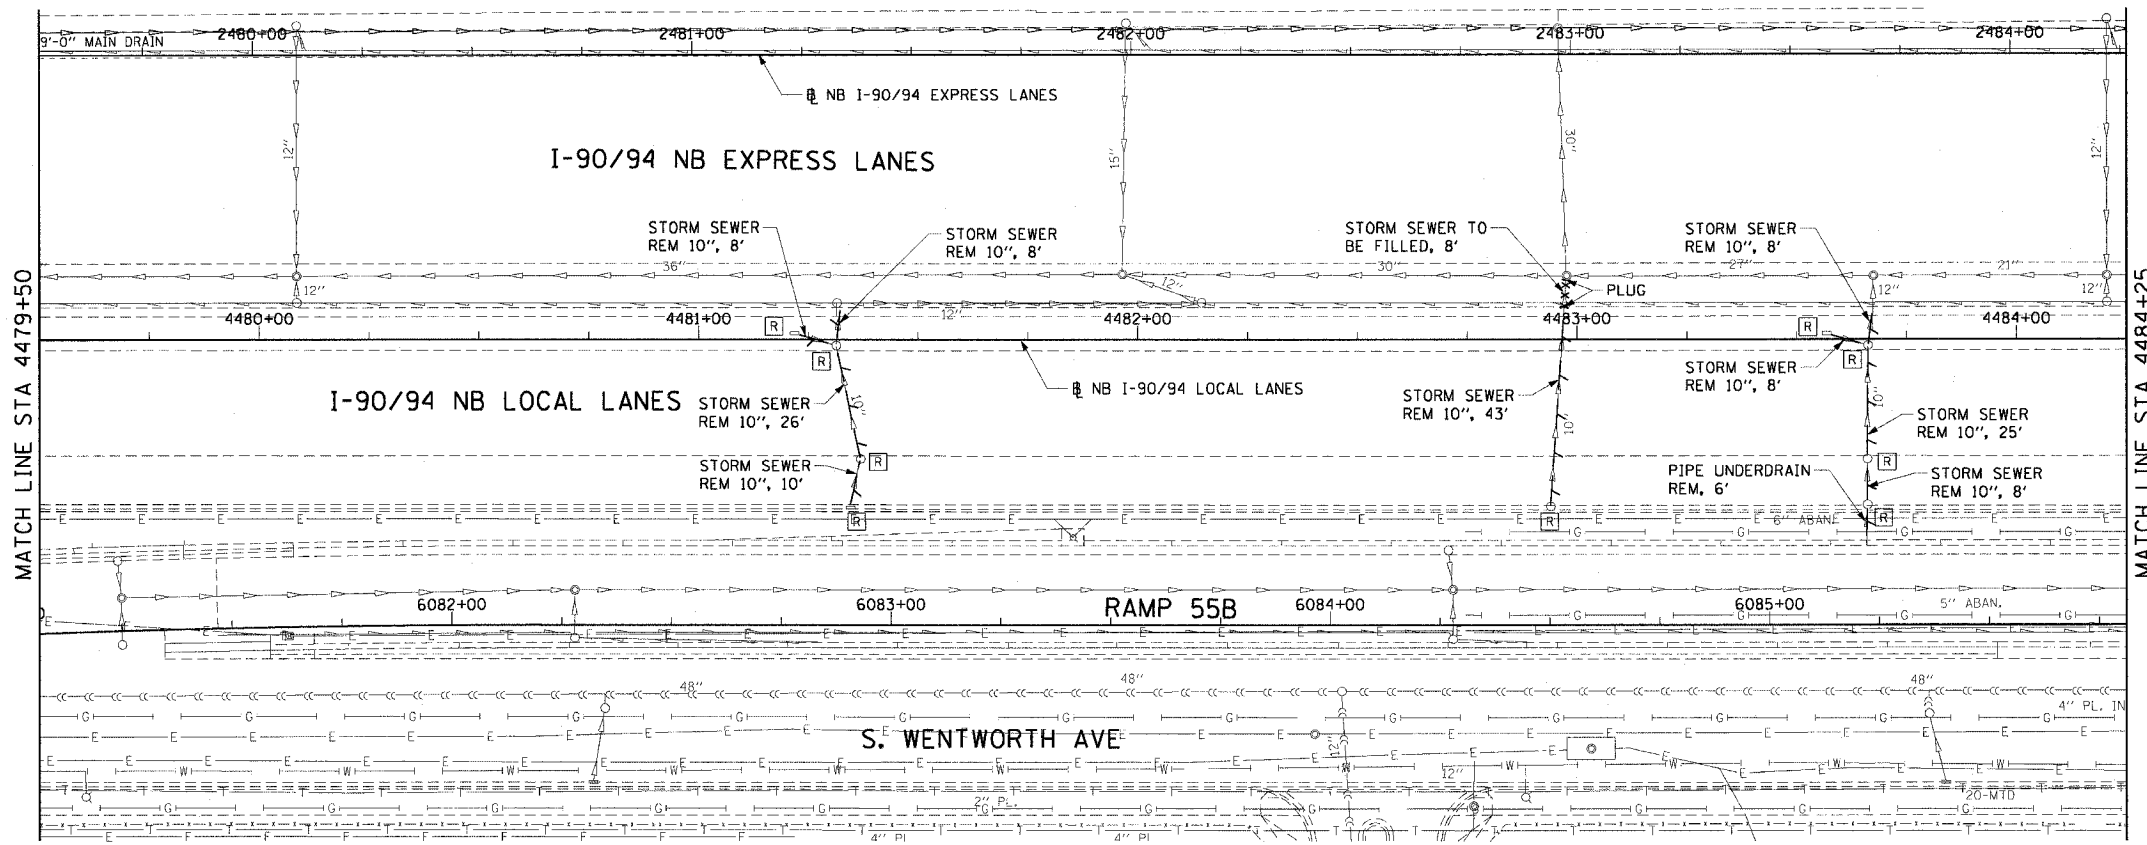 9'-0" MAIN DRAIN
2480+00
2481+00
2482+00
2483+00
2484+00
℄ NB I-90/94 EXPRESS LANES
I-90/94 NB EXPRESS LANES
12"
15"
30"
12"
STORM SEWER
REM 10", 8'
STORM SEWER
REM 10", 8'
STORM SEWER TO
BE FILLED, 8'
STORM SEWER
REM 10", 8'
36"
30"
27"
21"
12"
12"
12"
12"
12"
PLUG
MATCH LINE STA 4479+50
MATCH LINE STA 4484+25
4480+00
4481+00
4482+00
4483+00
4484+00
R
R
R
R
I-90/94 NB LOCAL LANES
℄ NB I-90/94 LOCAL LANES
STORM SEWER
REM 10", 26'
10"
STORM SEWER
REM 10", 43'
10"
STORM SEWER
REM 10", 8'
10"
STORM SEWER
REM 10", 25'
STORM SEWER
REM 10", 10'
R
PIPE UNDERDRAIN
REM, 6'
R
STORM SEWER
REM 10", 8'
R
R
R
E E E E E E E E E E E E E E E
6" ABAN.
G G G G
6082+00
6083+00
RAMP 55B
6084+00
6085+00
5" ABAN.
G G G G
48"
48"
48"
4" PL. IN
G G G G G G G G G G G G G
S. WENTWORTH AVE
12"
12"
W W W W W W W W W W W W
2" PL.
20-MTD
G G G G G G G G G G G G
4" PL
4" PL
T T T T